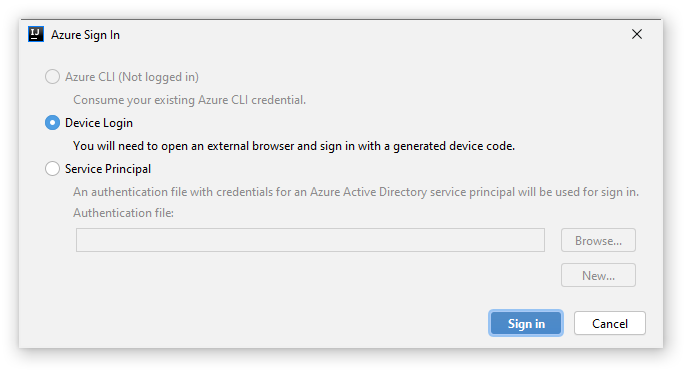 IJ
Azure Sign In
Azure CLI (Not logged in)
Consume your existing Azure CLI credential.
Device Login
You will need to open an external browser and sign in with a generated device code.
Service Principal
An authentication file with credentials for an Azure Active Directory service principal will be used for sign in.
Authentication file:
Browse...
New...
Sign in
Cancel